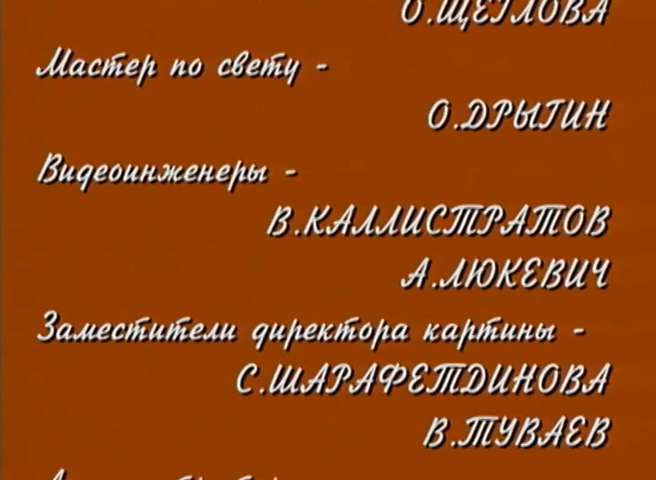 О.ЩЕГЛОВА
Мастер по свету -
О.ДРЫГИН
Видеоинженеры -
В.КАЛЛИСТРАТОВ
А.ЛЮКЕВИЧ
Заместители директора картины -
С.ШАРАФЕТДИНОВА
В.ТУВАЕВ